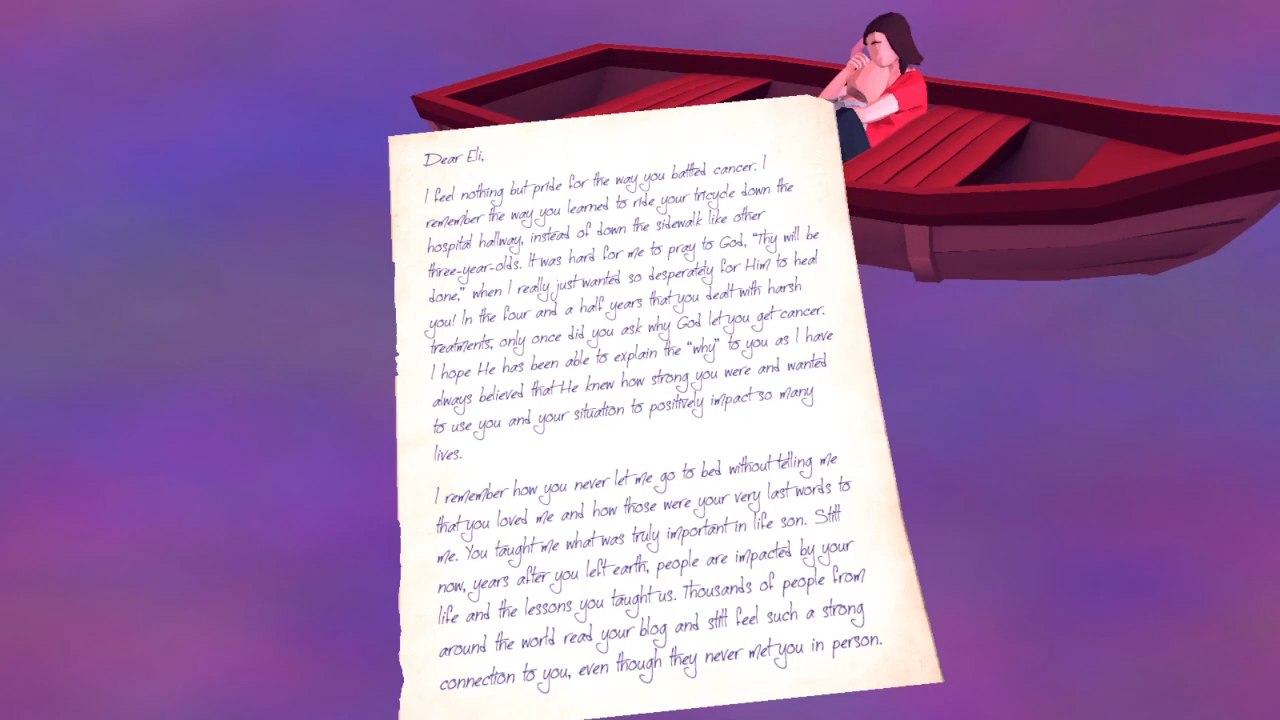 Dear Eli,
I feel nothing but pride for the way you battled cancer. I
remember the way you learned to ride your tricycle down the
hospital hallway, instead of down the sidewalk like other
three-year-olds. It was hard for me to pray to God, "Thy will be
done," when I really just wanted so desperately for Him to heal
you! In the four and a half years that you dealt with harsh
treatments, only once did you ask why God let you get cancer.
I hope He has been able to explain the "why" to you as I have
always believed that He knew how strong you were and wanted
to use you and your situation to positively impact so many
lives.
I remember how you never let me go to bed without telling me
that you loved me and how those were your very last words to
me. You taught me what was truly important in life son. Still
now, years after you left earth, people are impacted by your
life and the lessons you taught us. Thousands of people from
around the world read your blog and still feel such a strong
connection to you, even though they never met you in person.